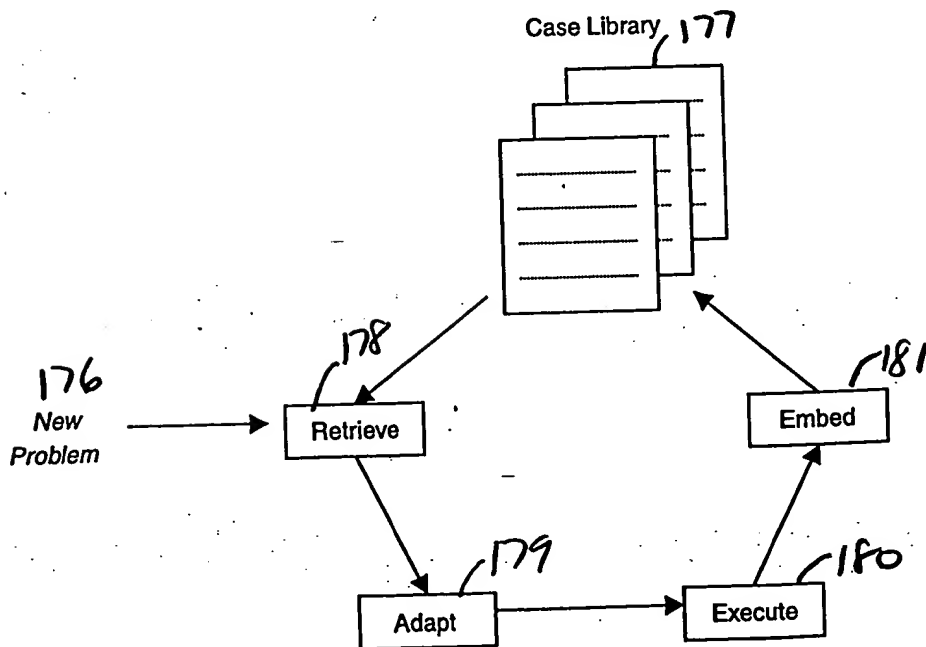 Case Library 177
178
176
New
Problem
Retrieve
181
Embed
179
Adapt
180
Execute